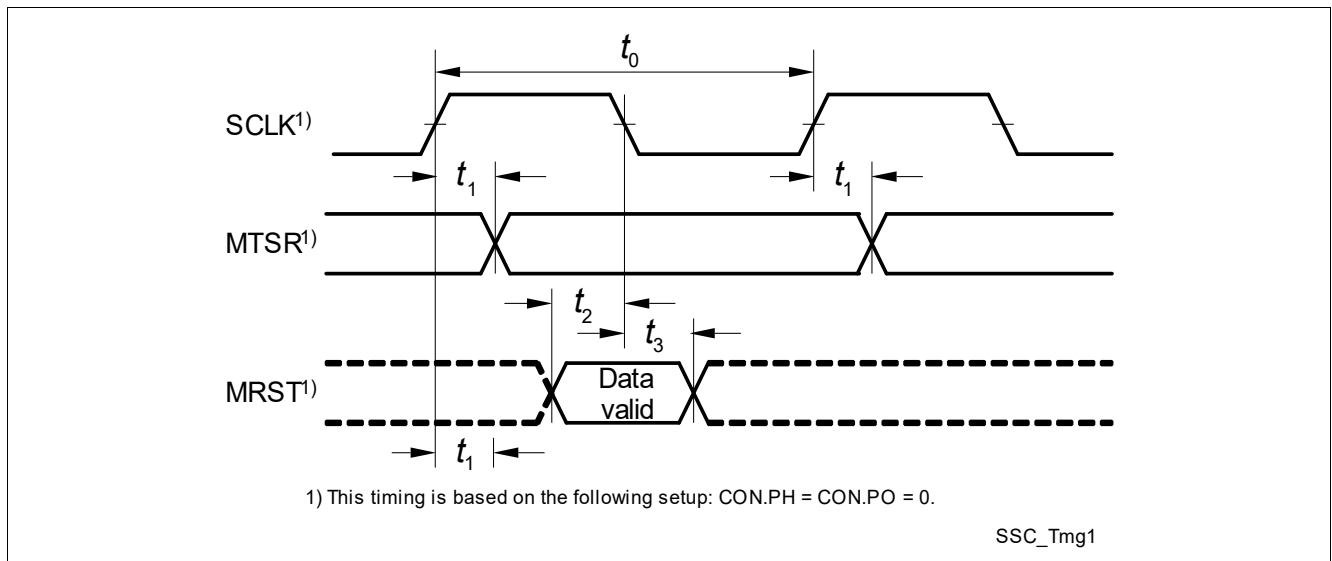 t0
SCLK1)
t1 t1
MTSR1)
t2
t3
MRST1)
Data
valid
t1
1) This timing is based on the following setup: CON.PH = CON.PO = 0.
SSC_Tmg1